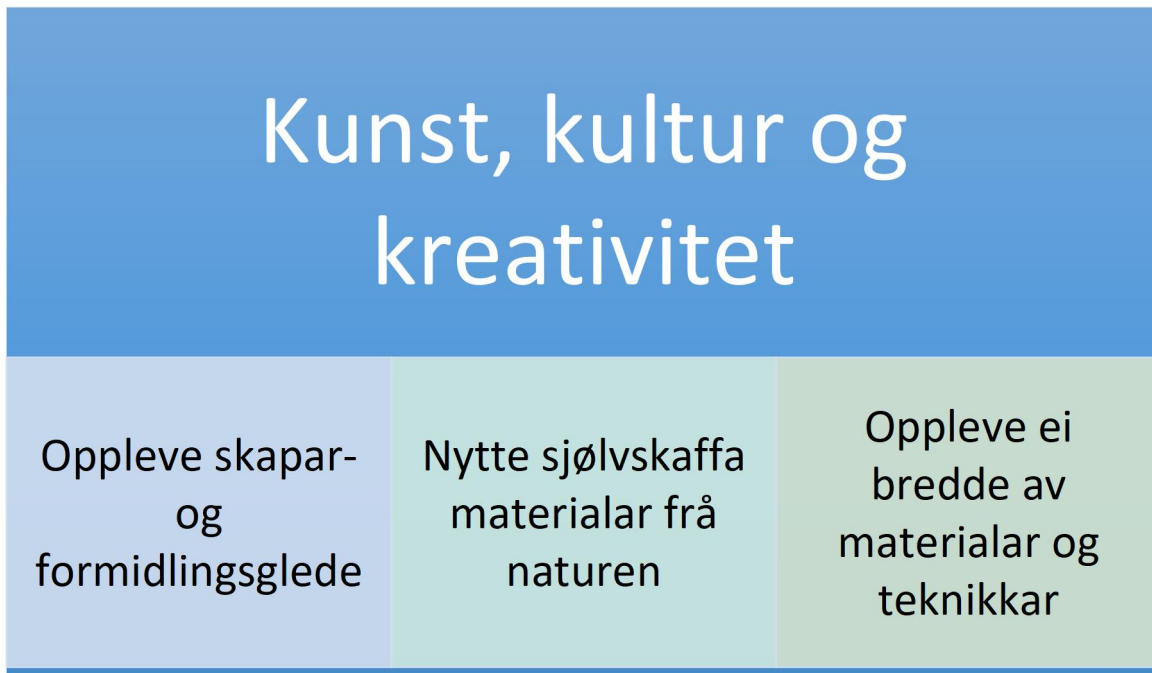 Kunst, kultur og
kreativitet
Oppleve skapar-
og
formidlingsglede
Nytte sjølvskaffa
materialar frå
naturen
Oppleve ei
bredde av
materialar og
teknikkar